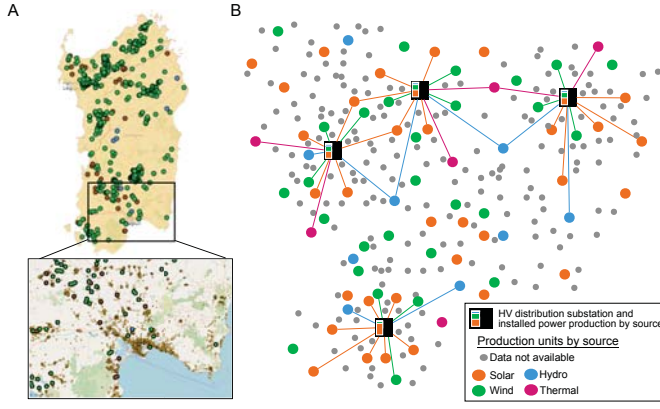 A
B
HV distribution substation and
installed power production by source
Production units by source
Data not available
Solar
Hydro
Wind
Thermal